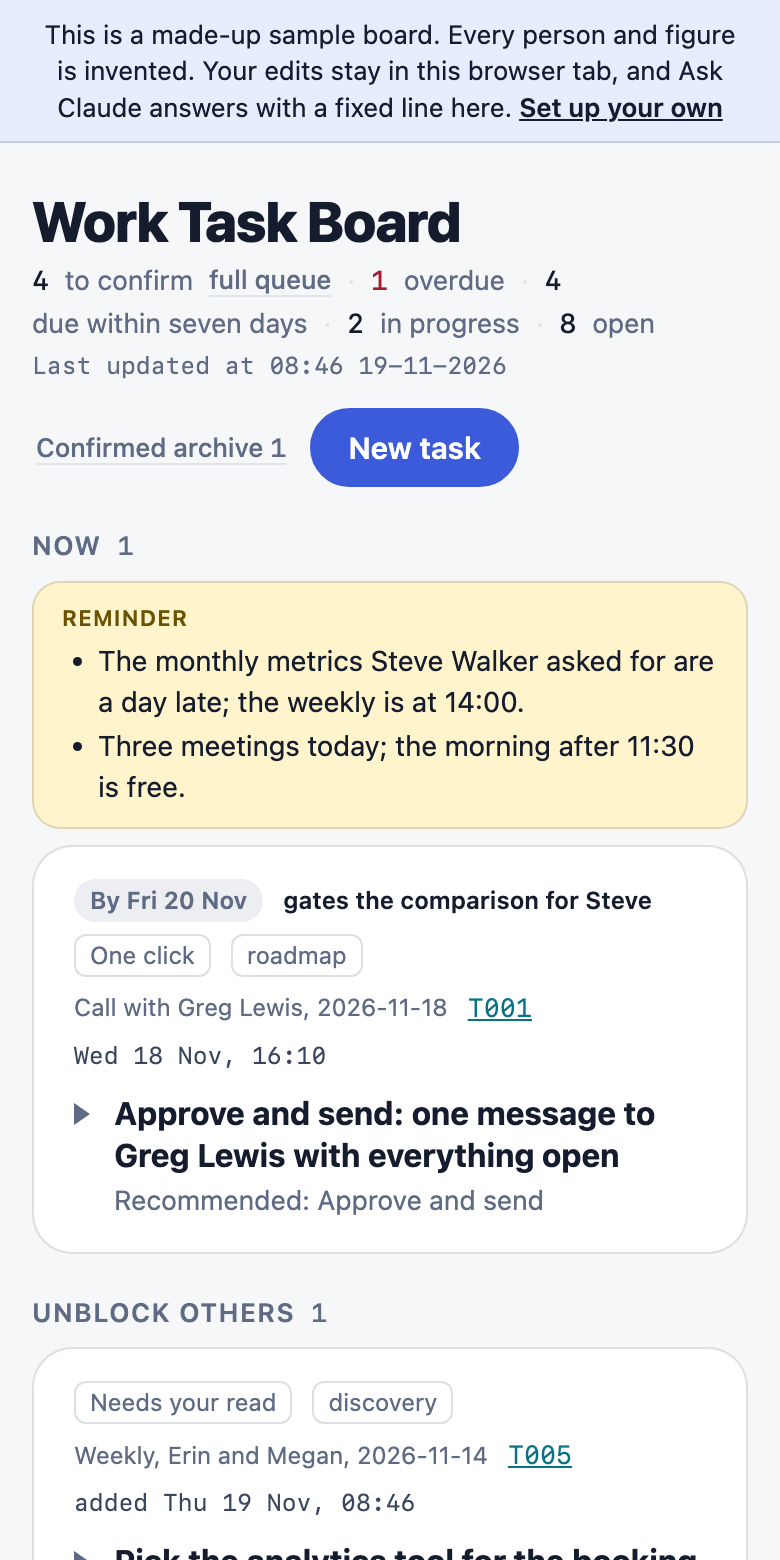 This is a made-up sample board. Every person and figure
is invented. Your edits stay in this browser tab, and Ask
Claude answers with a fixed line here. Set up your own
Work Task Board
4 to confirm full queue · 1 overdue · 4
due within seven days · 2 in progress · 8 open
Last updated at 08:46 19–11–2026
Confirmed archive 1 New task
NOW 1
REMINDER
• The monthly metrics Steve Walker asked for are
a day late; the weekly is at 14:00.
• Three meetings today; the morning after 11:30
is free.
By Fri 20 Nov gates the comparison for Steve
One click roadmap
Call with Greg Lewis, 2026-11-18 T001
Wed 18 Nov, 16:10
Approve and send: one message to
Greg Lewis with everything open
Recommended: Approve and send
UNBLOCK OTHERS 1
Needs your read discovery
Weekly, Erin and Megan, 2026-11-14 T005
added Thu 19 Nov, 08:46
Pick the analytics tool for the booking